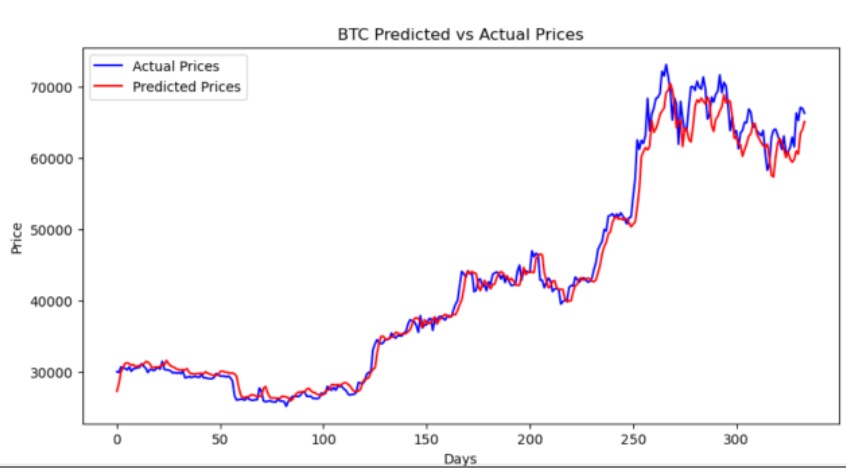 BTC Predicted vs Actual Prices
Actual Prices
Predicted Prices
70000
60000
50000
40000
30000
Price
0 50 100 150 200 250 300
Days